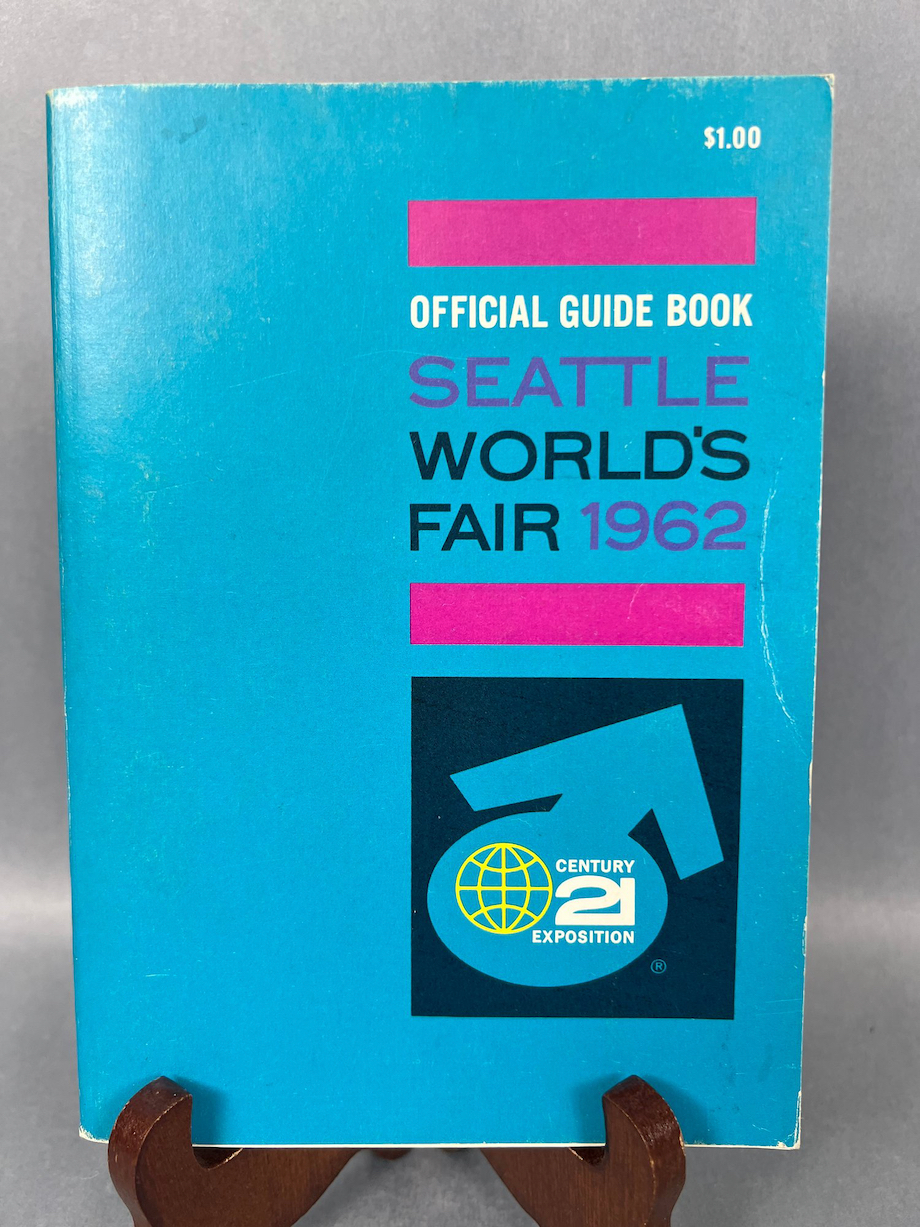 $1.00
OFFICIAL GUIDE BOOK
SEATTLE
WORLD'S
FAIR 1962
CENTURY
21
EXPOSITION
®